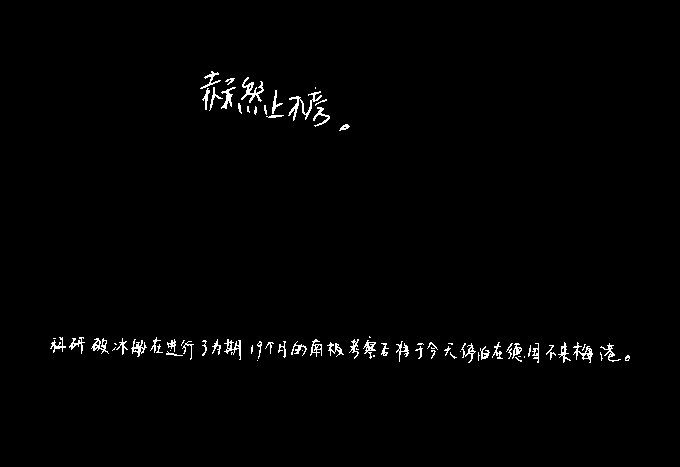 赫然上榜。
科研破冰船在进行了为期19个月的南极考察后将于今天停泊在德国不来梅港。